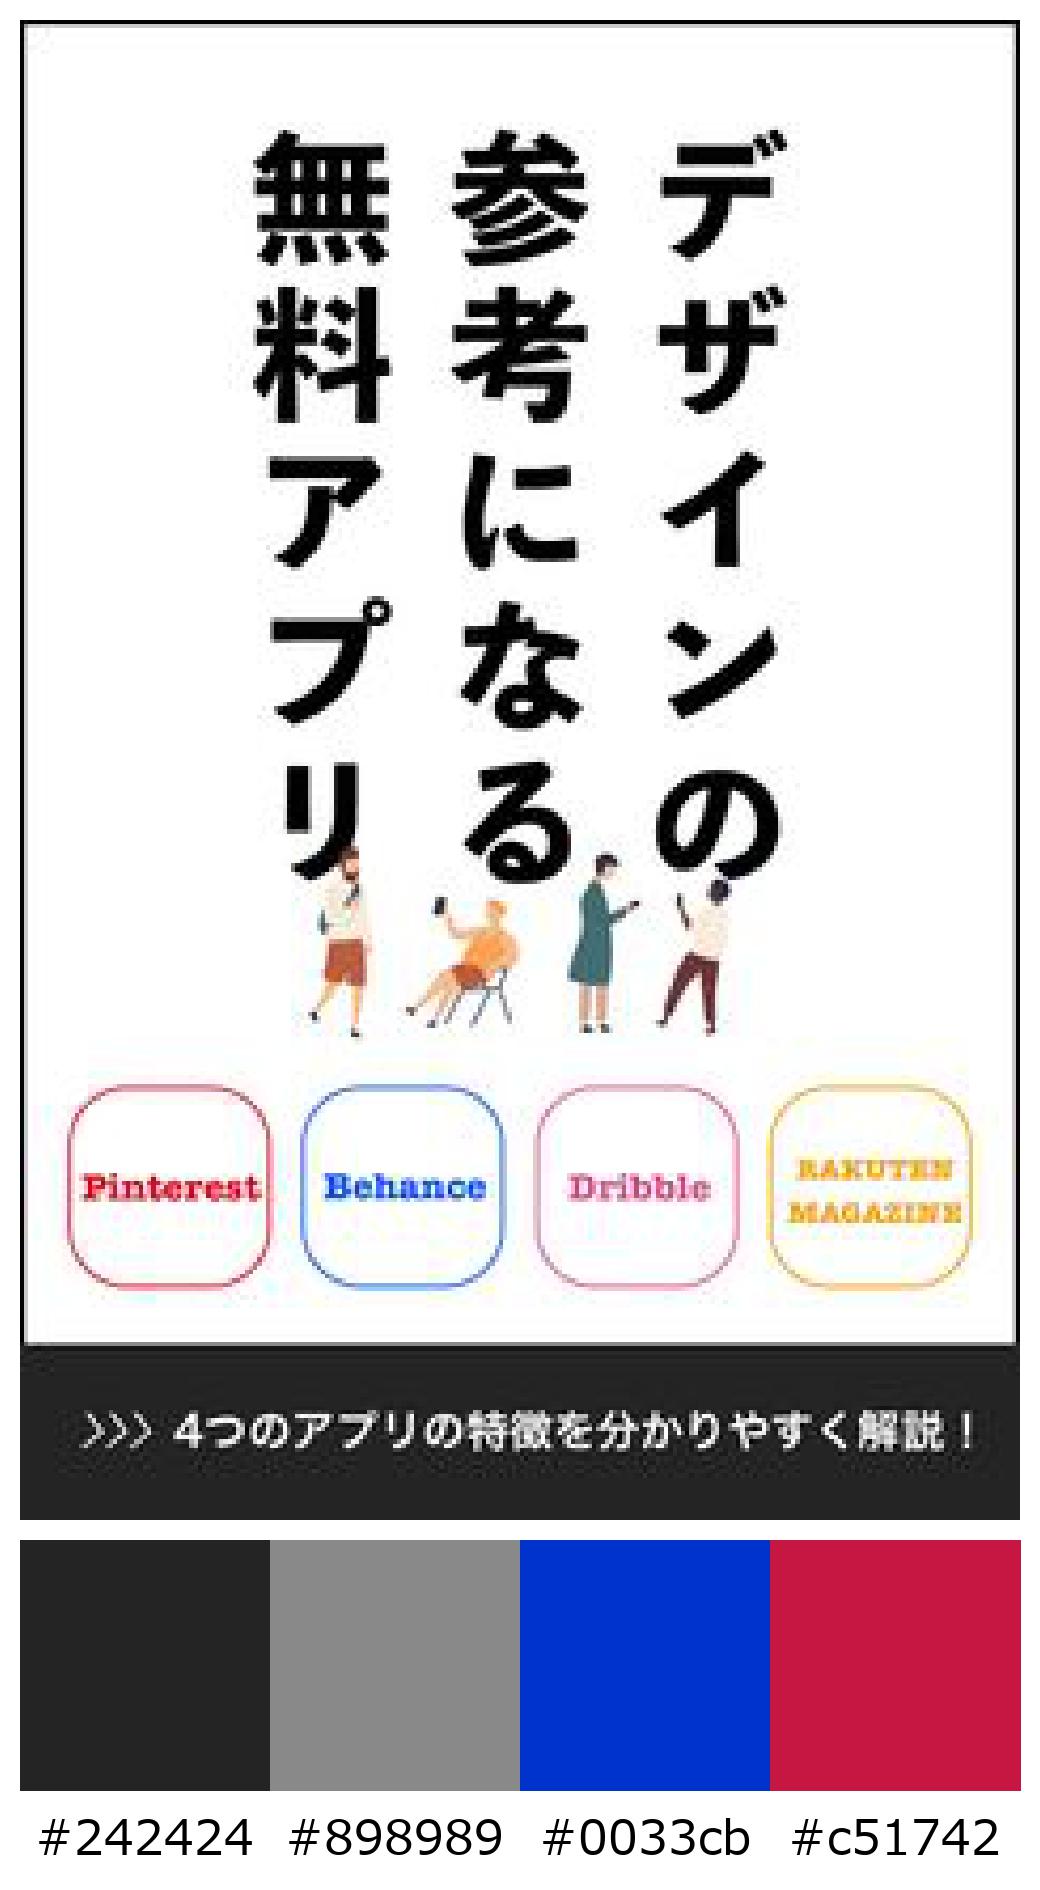 デザインの
参考になる
無料アプリ
Pinterest
Behance
Dribbble
RAKUTEN
MAGAZINE
>>> 4つのアプリの特徴を分かりやすく解説！
#242424
#898989
#0033cb
#c51742